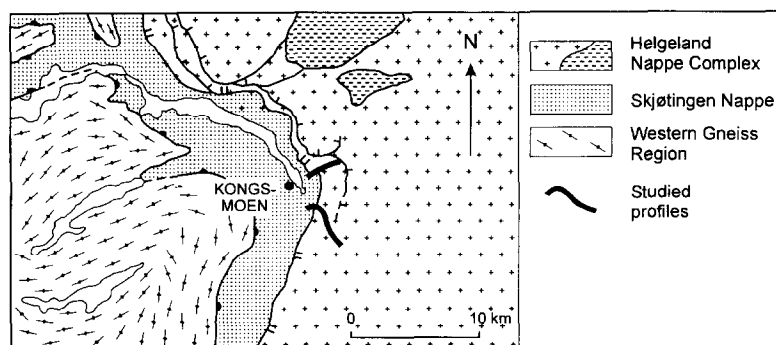 N
KONGS-
MOEN
0 10 km
Helgeland
Nappe Complex
Skjøtingen Nappe
Western Gneiss
Region
Studied
profiles